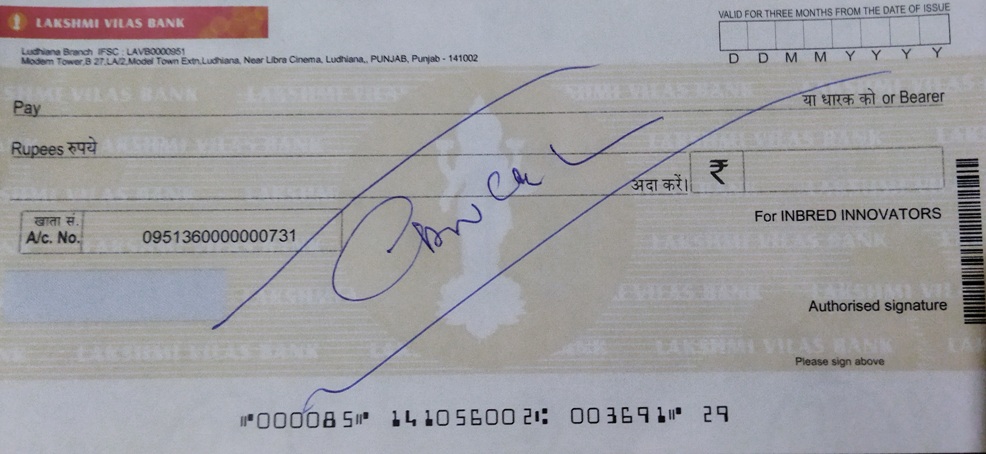 LAKSHMI VILAS BANK
VALID FOR THREE MONTHS FROM THE DATE OF ISSUE
D D M M Y Y Y Y
Ludhiana Branch IFSC : LAVB0000951
Modern Tower,B 27,LA/2,Model Town Extn,Ludhiana, Near Libra Cinema, Ludhiana,, PUNJAB, Punjab - 141002
Pay या धारक को or Bearer
Rupees रुपये
अदा करें। ₹
खाता सं.
A/c. No. 0951360000000731
For INBRED INNOVATORS
Authorised signature
Please sign above
⑈000085⑈ 141056002⑆ 003691⑈ 29